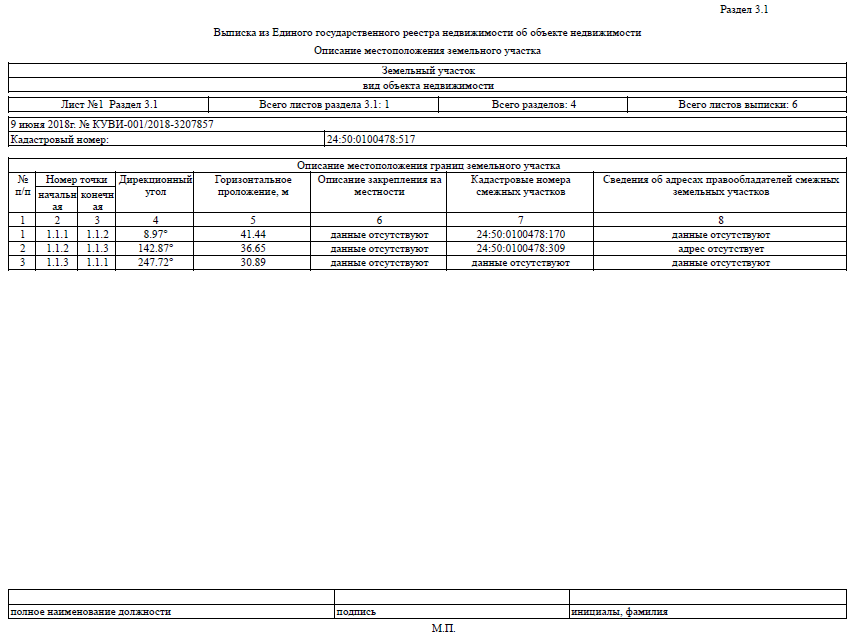 Раздел 3.1
Выписка из Единого государственного реестра недвижимости об объекте недвижимости
Описание местоположения земельного участка
Земельный участок
вид объекта недвижимости
Лист №1 Раздел 3.1 Всего листов раздела 3.1: 1 Всего разделов: 4 Всего листов выписки: 6
9 июня 2018г. № КУВИ-001/2018-3207857
Кадастровый номер: 24:50:0100478:517
Описание местоположения границ земельного участка
№ Номер точки Дирекционный Горизонтальное Описание закрепления на Кадастровые номера Сведения об адресах правообладателей смежных
п/п начальн конечн угол проложение, м местности смежных участков земельных участков
ая ая
1 2 3 4 5 6 7 8
1 1.1.1 1.1.2 8.97° 41.44 данные отсутствуют 24:50:0100478:170 данные отсутствуют
2 1.1.2 1.1.3 142.87° 36.65 данные отсутствуют 24:50:0100478:309 адрес отсутствует
3 1.1.3 1.1.1 247.72° 30.89 данные отсутствуют данные отсутствуют данные отсутствуют
полное наименование должности подпись инициалы, фамилия
М.П.